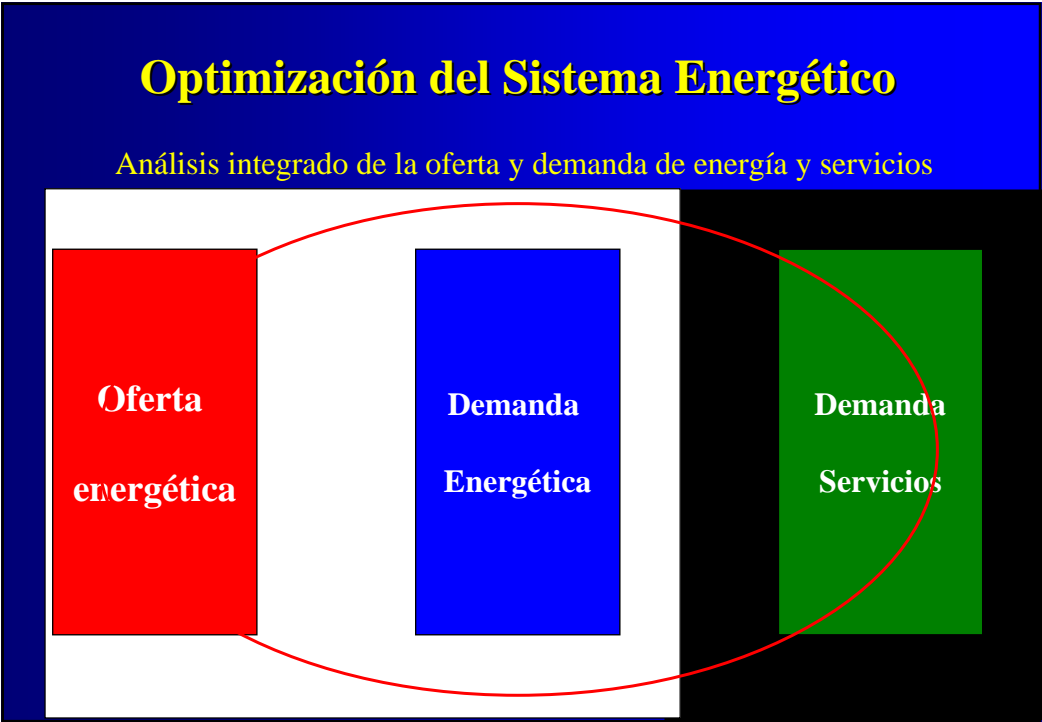 Optimización del Sistema Energético
Análisis integrado de la oferta y demanda de energía y servicios
Oferta
energética
Demanda
Energética
Demanda
Servicios